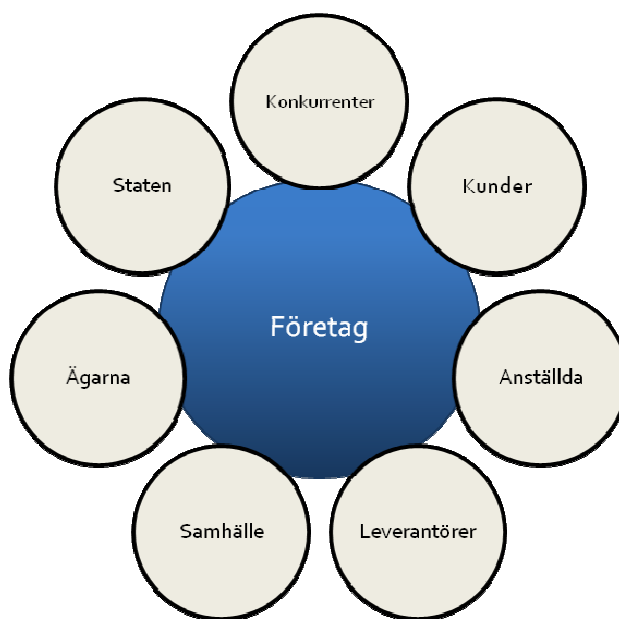 Konkurrenter
Staten
Kunder
Företag
Ägarna
Anställda
Samhälle
Leverantörer